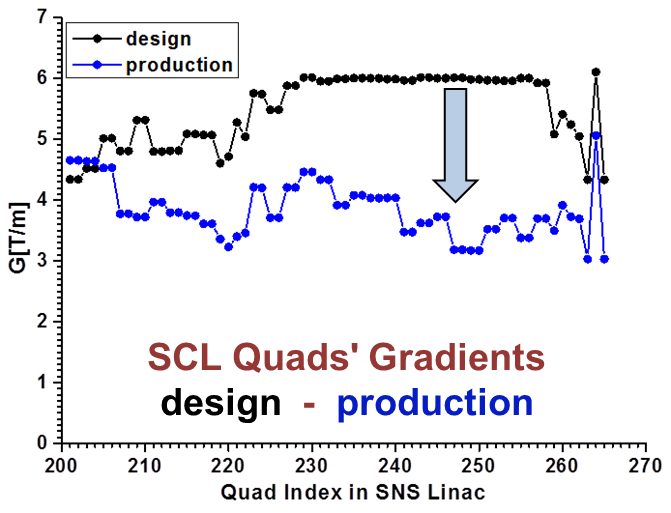 7
design
production
6
5
4
3
2
1
0
G[T/m]
SCL Quads' Gradients
design - production
200 210 220 230 240 250 260 270
Quad Index in SNS Linac